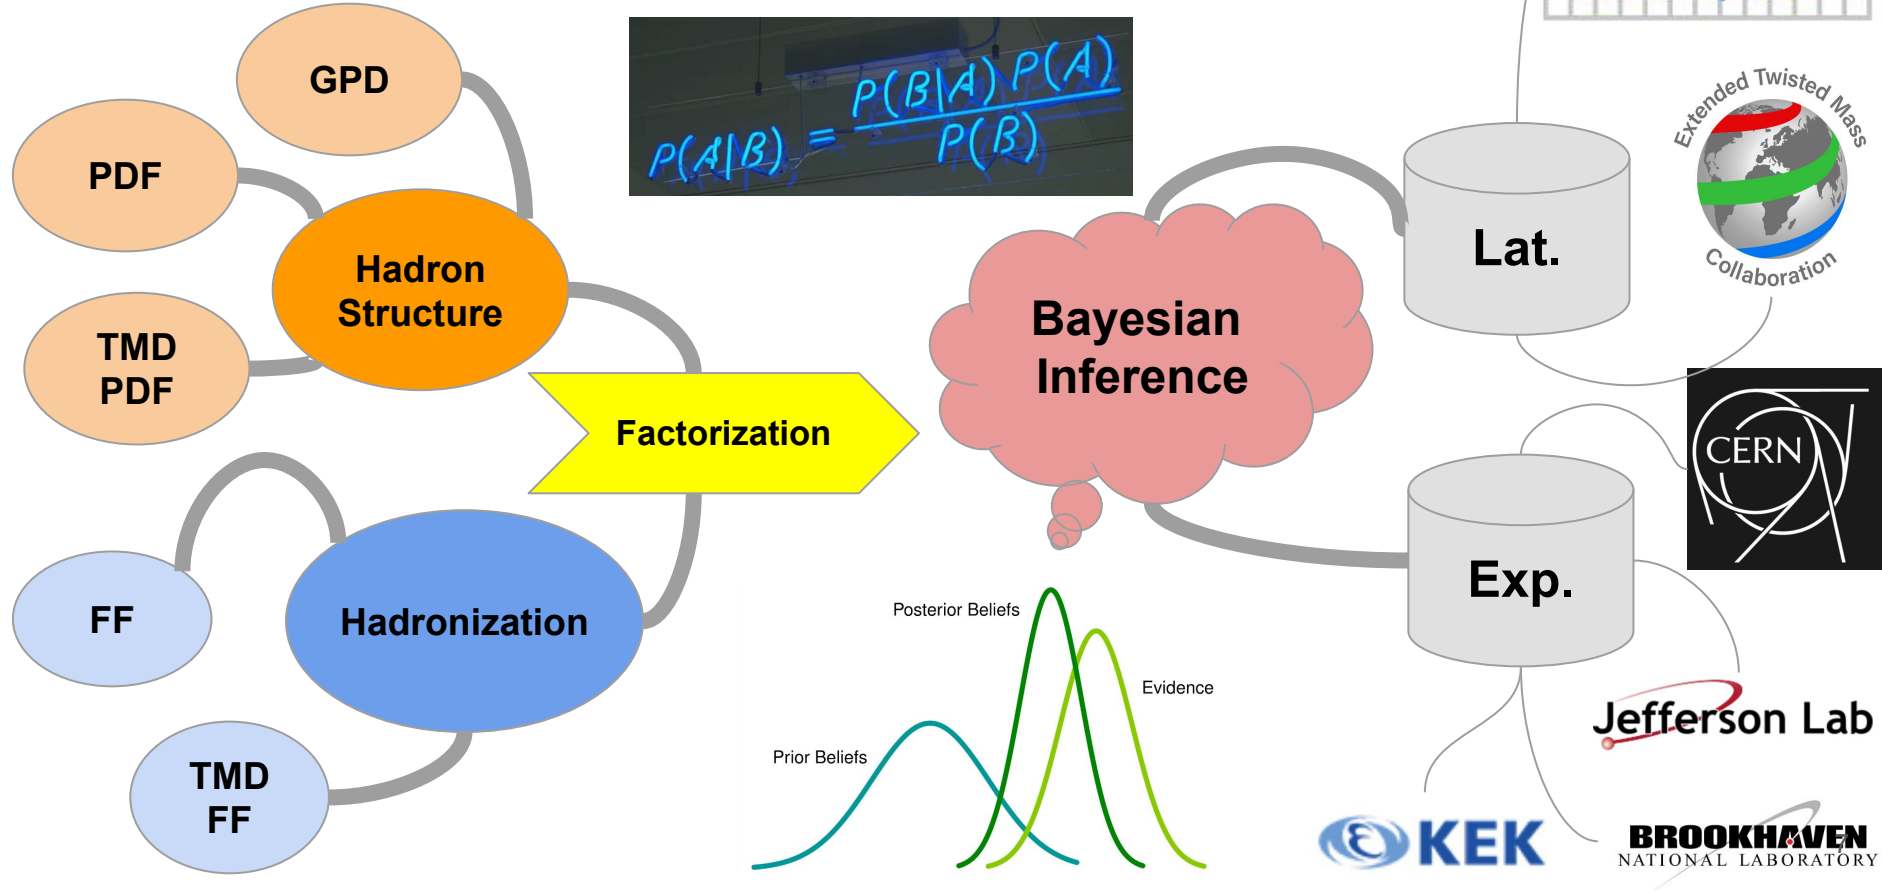 GPD
PDF
TMD
PDF
Hadron
Structure
FF
TMD
FF
Hadronization
Factorization
P(A|B) = P(B|A) P(A)
P(B)
Bayesian
Inference
Posterior Beliefs
Evidence
Prior Beliefs
Lat.
Extended Twisted Mass
Collaboration
Exp.
CERN
Jefferson Lab
KEK
BROOKHAVEN
NATIONAL LABORATORY